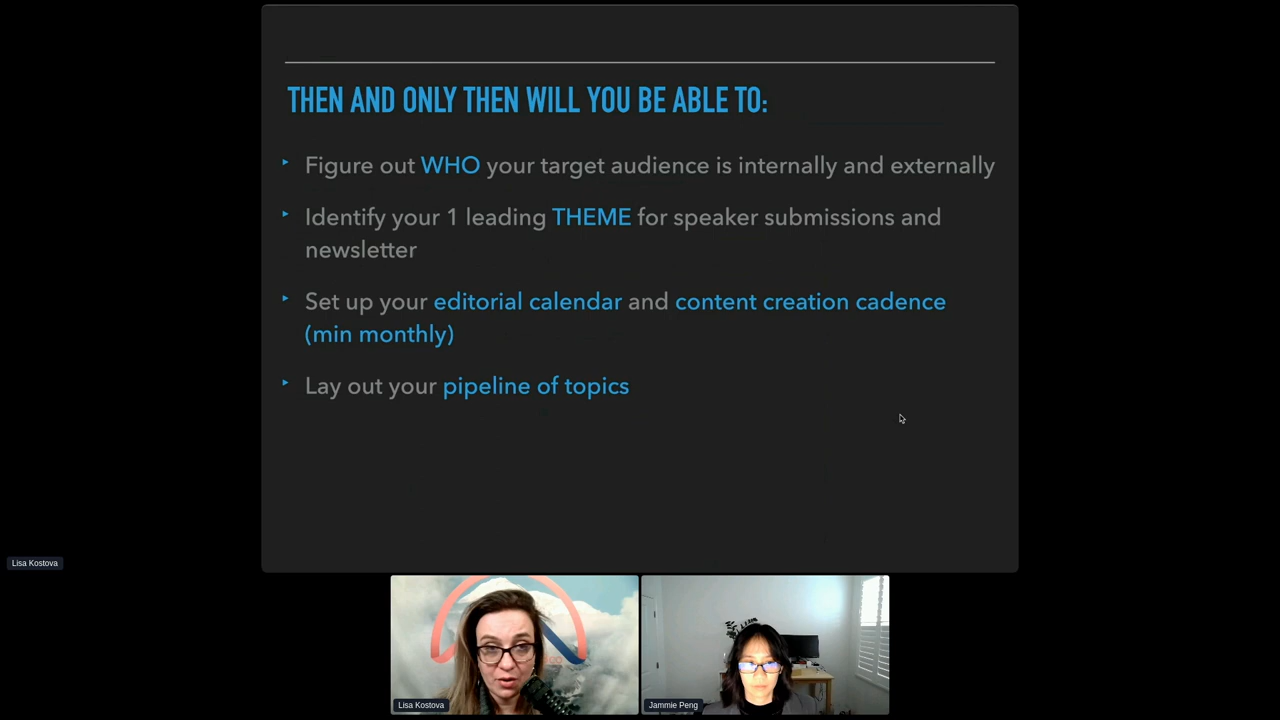 THEN AND ONLY THEN WILL YOU BE ABLE TO:
‣ Figure out WHO your target audience is internally and externally
‣ Identify your 1 leading THEME for speaker submissions and
newsletter
‣ Set up your editorial calendar and content creation cadence
(min monthly)
‣ Lay out your pipeline of topics
Lisa Kostova
Lisa Kostova
Jammie Peng